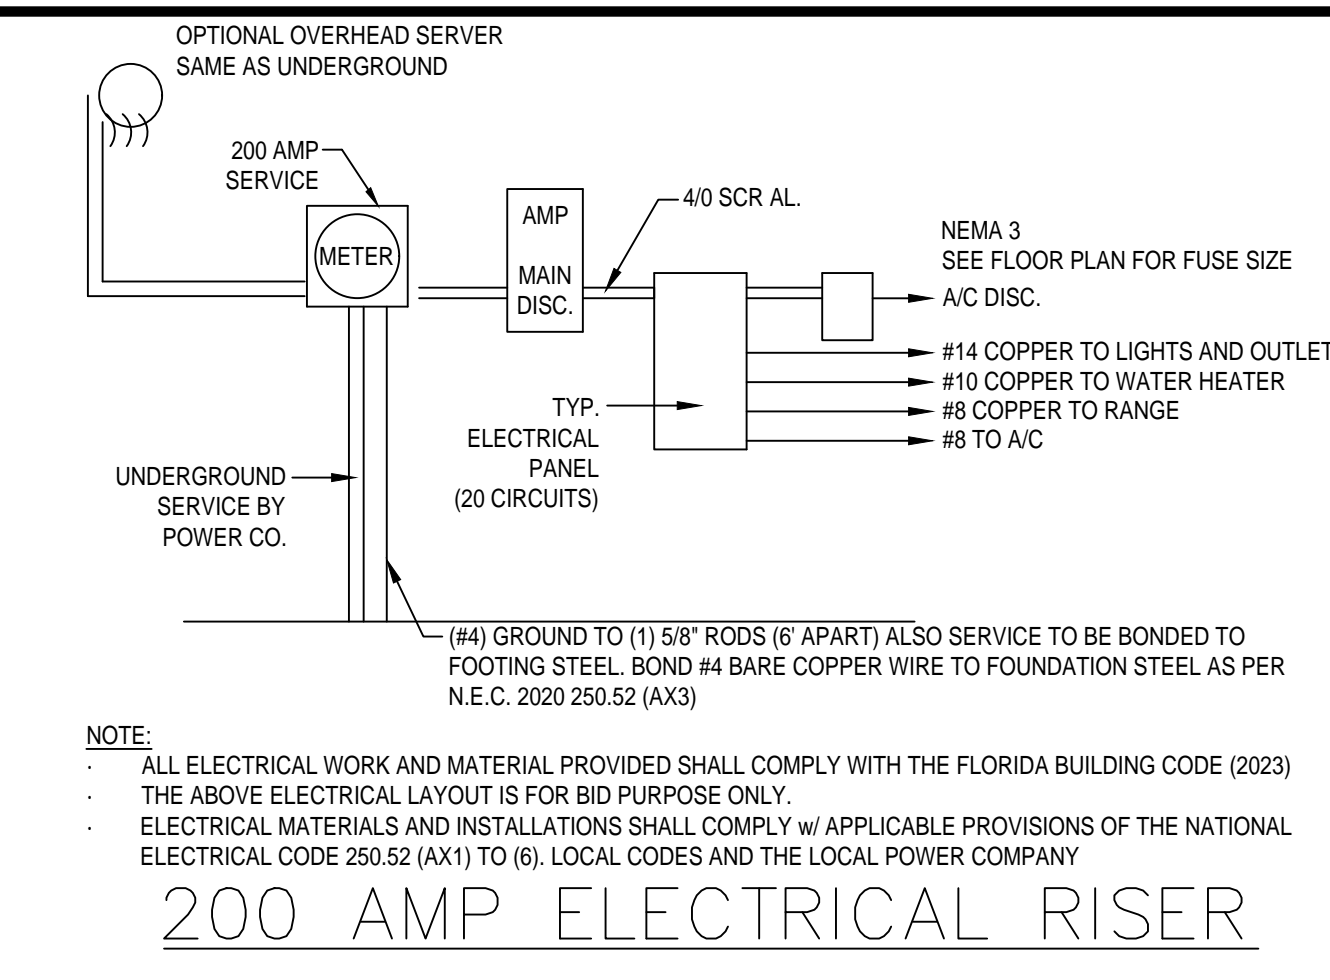 OPTIONAL OVERHEAD SERVER
SAME AS UNDERGROUND
200 AMP
SERVICE
METER
AMP
MAIN
DISC.
4/0 SCR AL.
NEMA 3
SEE FLOOR PLAN FOR FUSE SIZE
A/C DISC.
#14 COPPER TO LIGHTS AND OUTLET
#10 COPPER TO WATER HEATER
#8 COPPER TO RANGE
#8 TO A/C
TYP.
ELECTRICAL
PANEL
(20 CIRCUITS)
UNDERGROUND
SERVICE BY
POWER CO.
(#4) GROUND TO (1) 5/8" RODS (6' APART) ALSO SERVICE TO BE BONDED TO
FOOTING STEEL. BOND #4 BARE COPPER WIRE TO FOUNDATION STEEL AS PER
N.E.C. 2020 250.52 (AX3)
NOTE:
· ALL ELECTRICAL WORK AND MATERIAL PROVIDED SHALL COMPLY WITH THE FLORIDA BUILDING CODE (2023)
· THE ABOVE ELECTRICAL LAYOUT IS FOR BID PURPOSE ONLY.
· ELECTRICAL MATERIALS AND INSTALLATIONS SHALL COMPLY w/ APPLICABLE PROVISIONS OF THE NATIONAL
ELECTRICAL CODE 250.52 (AX1) TO (6). LOCAL CODES AND THE LOCAL POWER COMPANY
200 AMP ELECTRICAL RISER